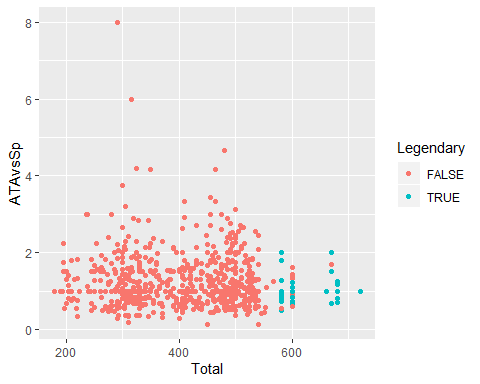 8
6
4
2
0
ATAvsSp
200
400
600
Total
Legendary
FALSE
TRUE